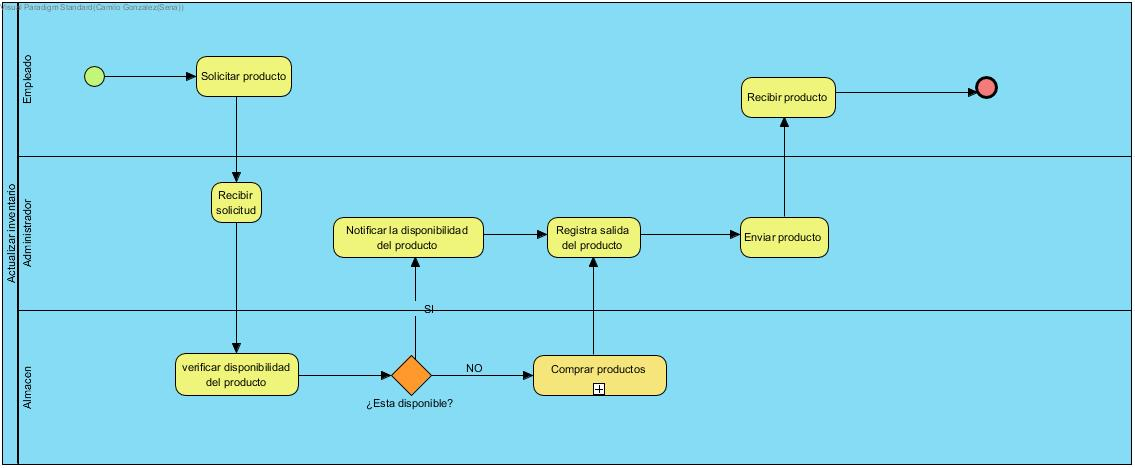 Visual Paradigm Standard(Camilo Gonzalez(Sena))
Actualizar inventario
Empleado
Solicitar producto
Recibir producto
Administrador
Recibir
solicitud
Notificar la disponibilidad
del producto
Registra salida
del producto
Enviar producto
SI
Almacen
verificar disponibilidad
del producto
¿Esta disponible?
NO
Comprar productos